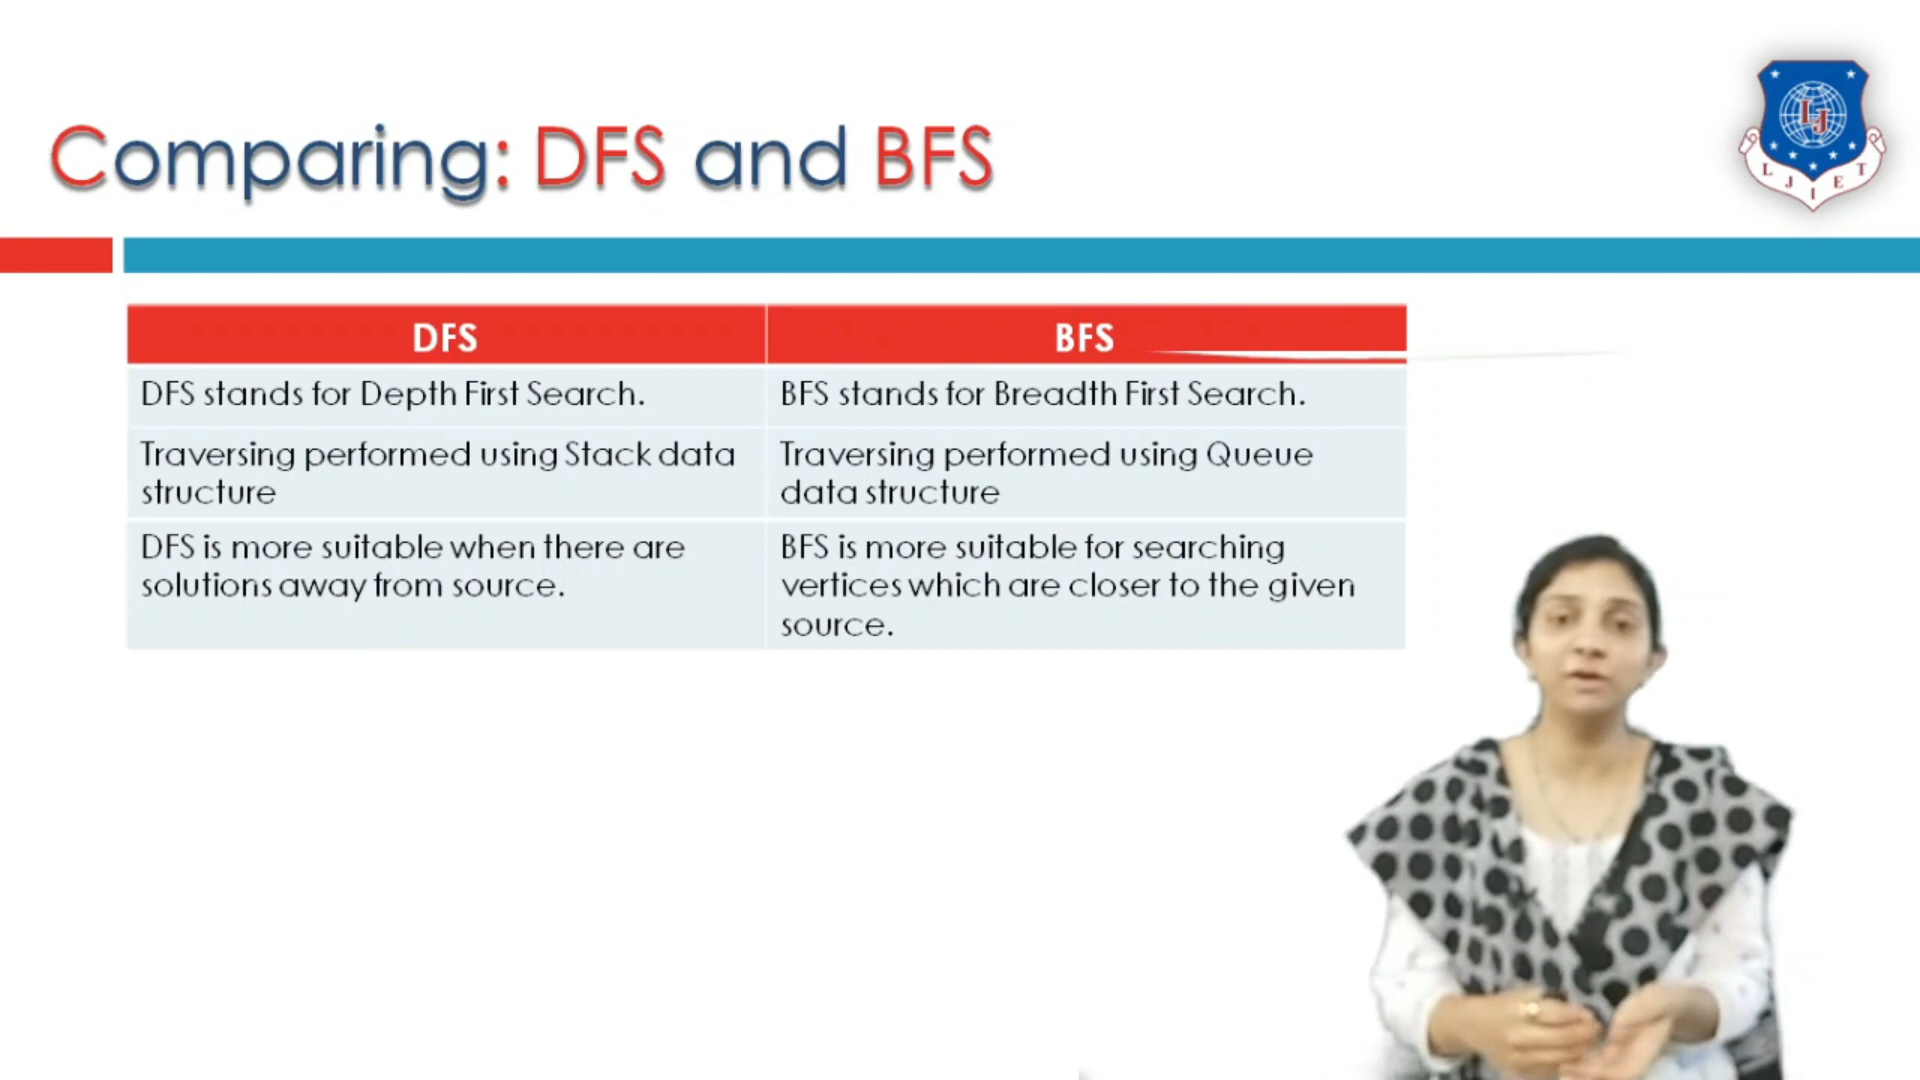 Comparing: DFS and BFS
LJ
LJIET
DFS
BFS
DFS stands for Depth First Search.
BFS stands for Breadth First Search.
Traversing performed using Stack data
structure
Traversing performed using Queue
data structure
DFS is more suitable when there are
solutions away from source.
BFS is more suitable for searching
vertices which are closer to the given
source.